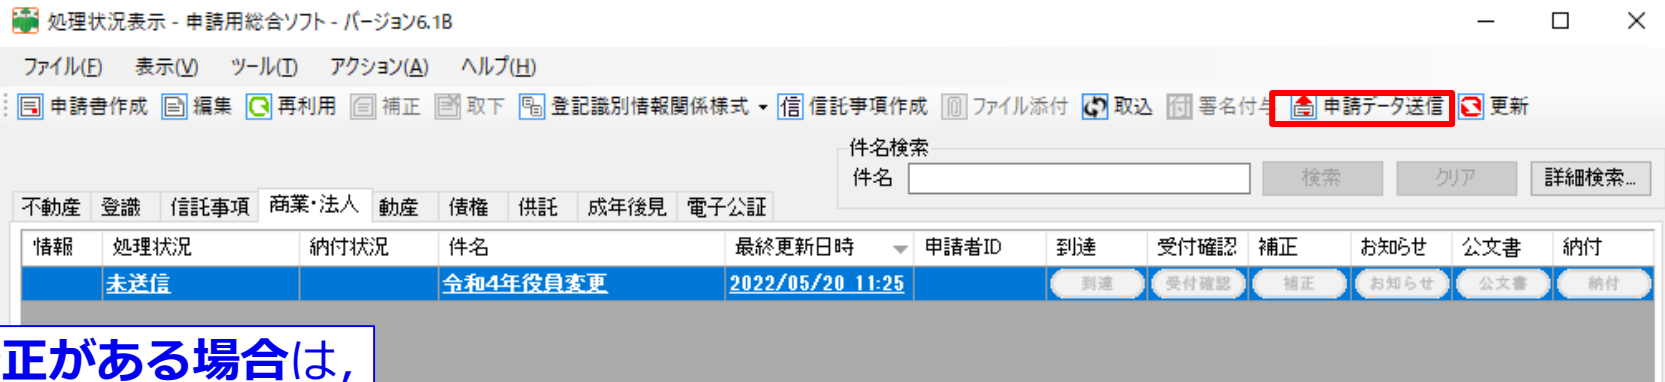 処理状況表示 - 申請用総合ソフト - バージョン6.1B
ファイル(F) 表示(V) ツール(T) アクション(A) ヘルプ(H)
申請書作成 編集 再利用 補正 取下 登記識別情報関係様式 信 信託事項作成 ファイル添付 取込 付 署名付与 申請データ送信 更新
件名検索
件名 検索 クリア 詳細検索...
不動産 登識 信託事項 商業・法人 動産 債権 供託 成年後見 電子公証
情報 処理状況 納付状況 件名 最終更新日時 申請者ID 到達 受付確認 補正 お知らせ 公文書 納付
未送信 令和4年役員変更 2022/05/20 11:25 到達 受付確認 補正 お知らせ 公文書 納付
正がある場合は,